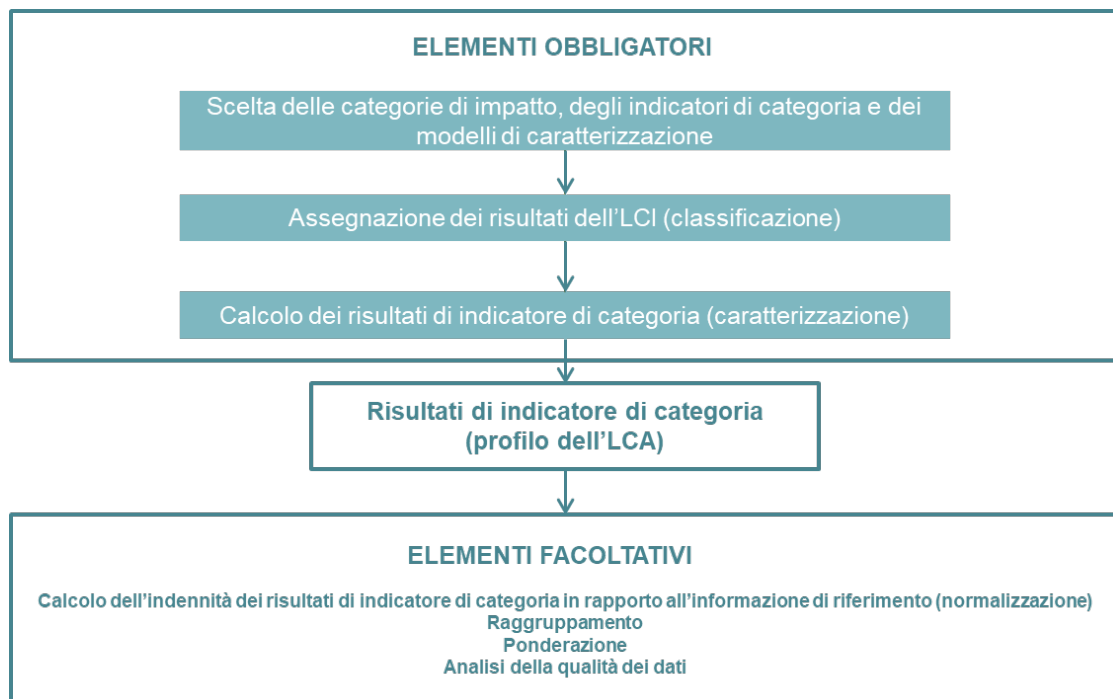 ELEMENTI OBBLIGATORI
Scelta delle categorie di impatto, degli indicatori di categoria e dei
modelli di caratterizzazione
Assegnazione dei risultati dell’LCI (classificazione)
Calcolo dei risultati di indicatore di categoria (caratterizzazione)
Risultati di indicatore di categoria
(profilo dell’LCA)
ELEMENTI FACOLTATIVI
Calcolo dell’indennità dei risultati di indicatore di categoria in rapporto all’informazione di riferimento (normalizzazione)
Raggruppamento
Ponderazione
Analisi della qualità dei dati